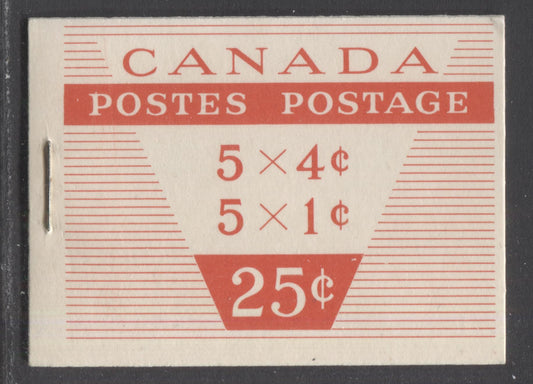 CANADA
POSTES POSTAGE
5 × 4¢
5 × 1¢
25¢